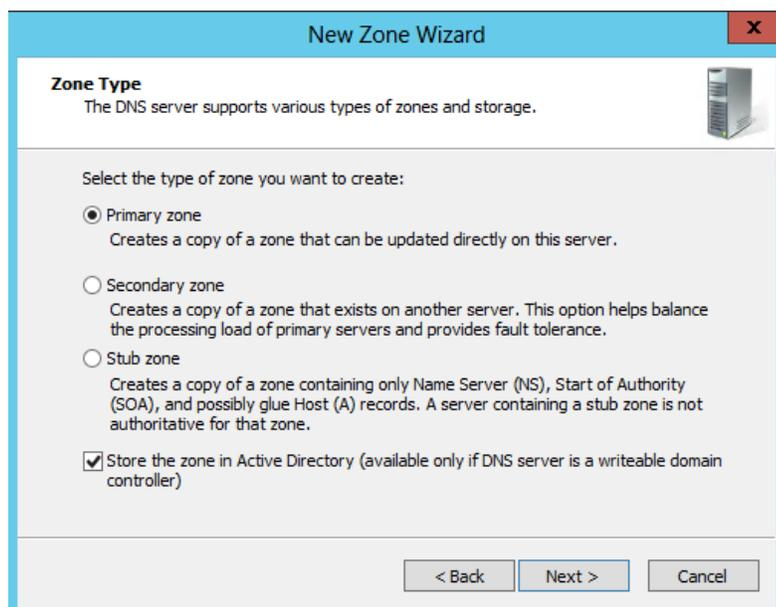 New Zone Wizard
x
Zone Type
The DNS server supports various types of zones and storage.
Select the type of zone you want to create:
Primary zone
Creates a copy of a zone that can be updated directly on this server.
Secondary zone
Creates a copy of a zone that exists on another server. This option helps balance
the processing load of primary servers and provides fault tolerance.
Stub zone
Creates a copy of a zone containing only Name Server (NS), Start of Authority
(SOA), and possibly glue Host (A) records. A server containing a stub zone is not
authoritative for that zone.
Store the zone in Active Directory (available only if DNS server is a writeable domain
controller)
< Back Next > Cancel